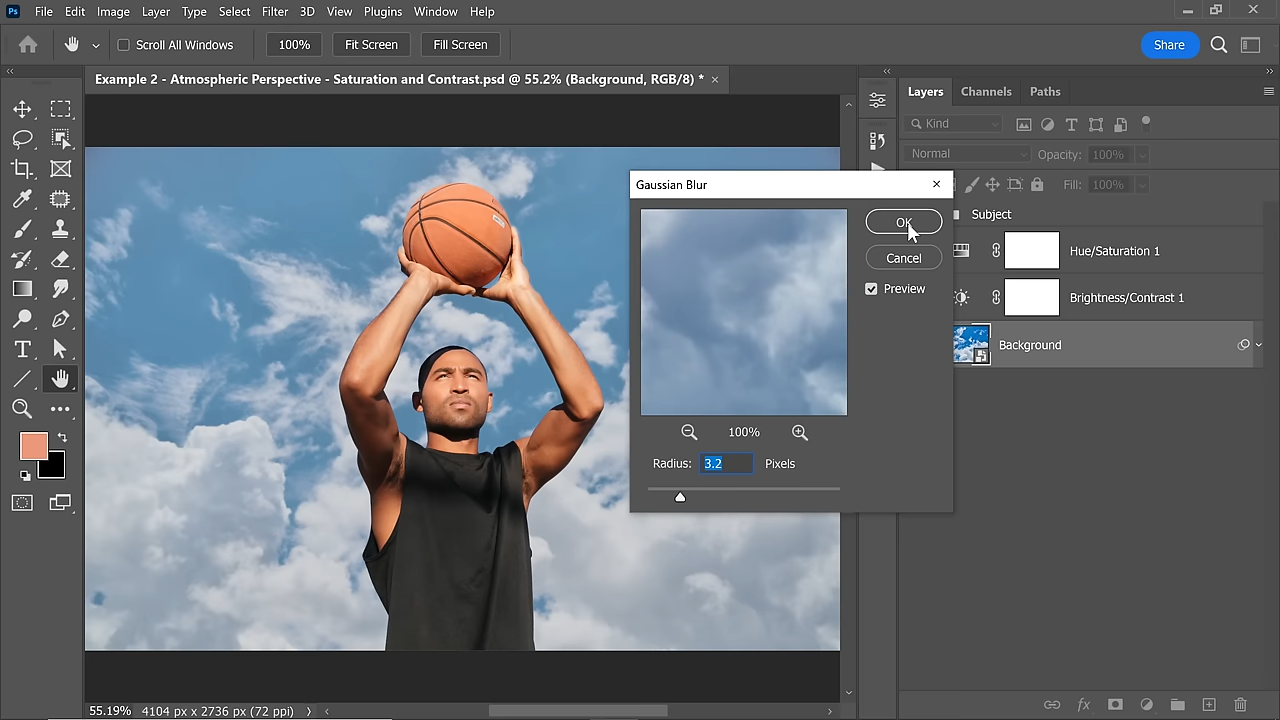 Ps File Edit Image Layer Type Select Filter 3D View Plugins Window Help
Scroll All Windows 100% Fit Screen Fill Screen Share
Example 2 - Atmospheric Perspective - Saturation and Contrast.psd @ 55.2% (Background, RGB/8) *
Layers Channels Paths
Kind
Normal Opacity: 100%
Fill: 100%
Gaussian Blur
OK
Cancel
Preview
100%
Radius: 3.2 Pixels
Subject
Hue/Saturation 1
Brightness/Contrast 1
Background
55.19% 4104 px x 2736 px (72 ppi)